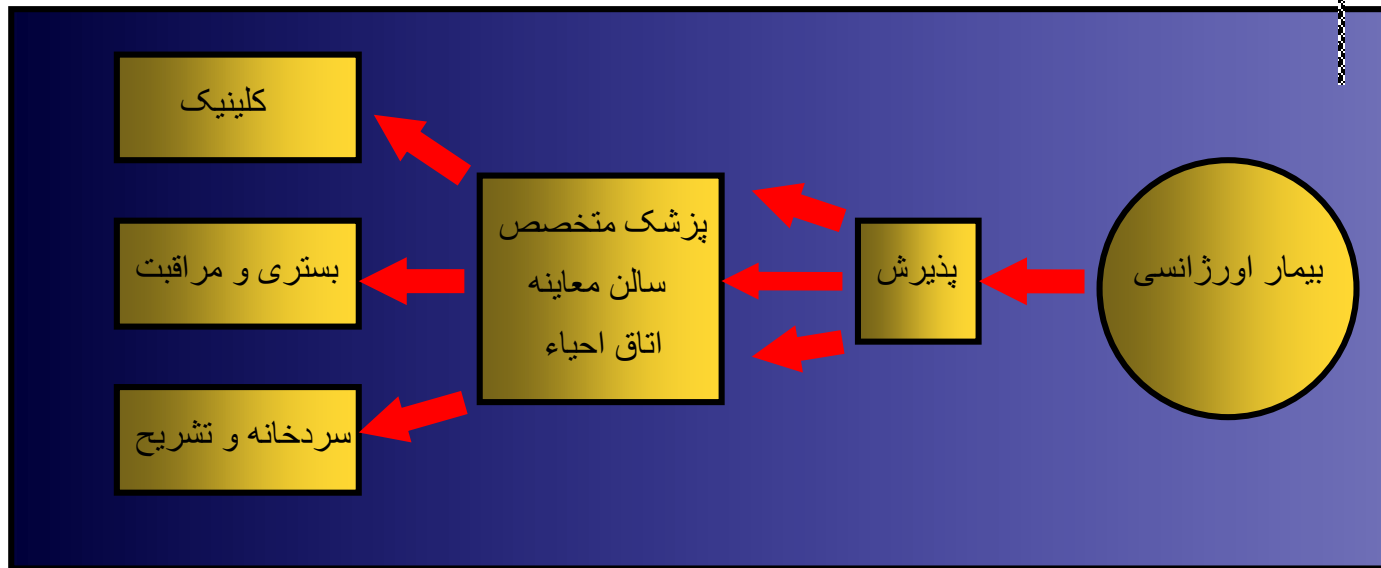 بیمار اورژانسی
پذیرش
پزشک متخصص
سالن معاینه
اتاق احیاء
کلینیک
بستری و مراقبت
سردخانه و تشریح